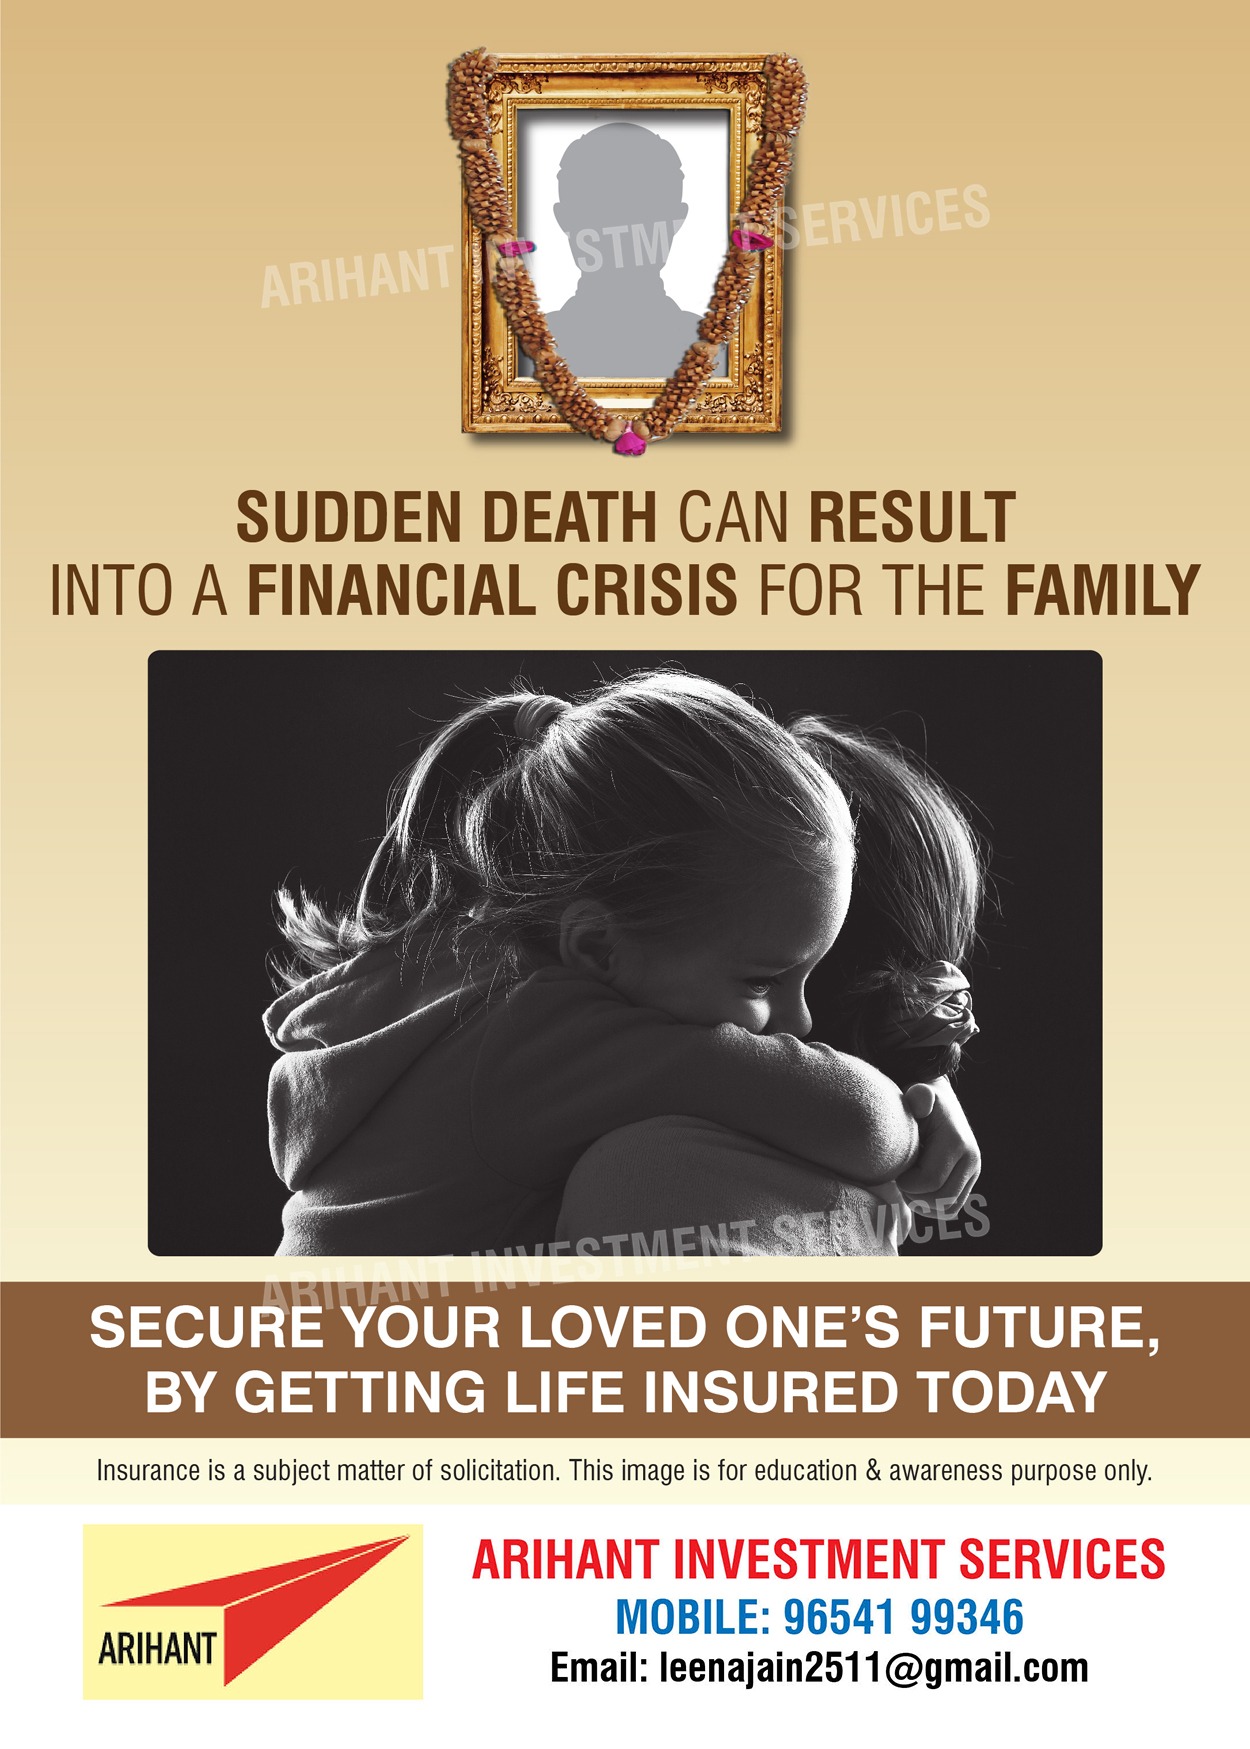 ARIHANT INVESTMENT SERVICES
SUDDEN DEATH CAN RESULT
INTO A FINANCIAL CRISIS FOR THE FAMILY
ARIHANT INVESTMENT SERVICES
SECURE YOUR LOVED ONE'S FUTURE,
BY GETTING LIFE INSURED TODAY
Insurance is a subject matter of solicitation. This image is for education & awareness purpose only.
ARIHANT
ARIHANT INVESTMENT SERVICES
MOBILE: 96541 99346
Email: leenajain2511@gmail.com